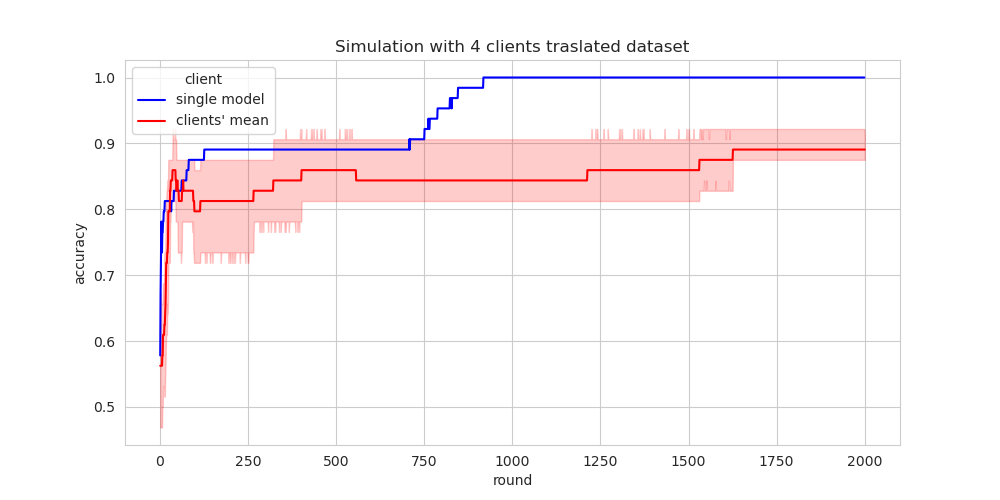 Simulation with 4 clients traslated dataset
client
single model
clients' mean
accuracy
1.0
0.9
0.8
0.7
0.6
0.5
0 250 500 750 1000 1250 1500 1750 2000
round